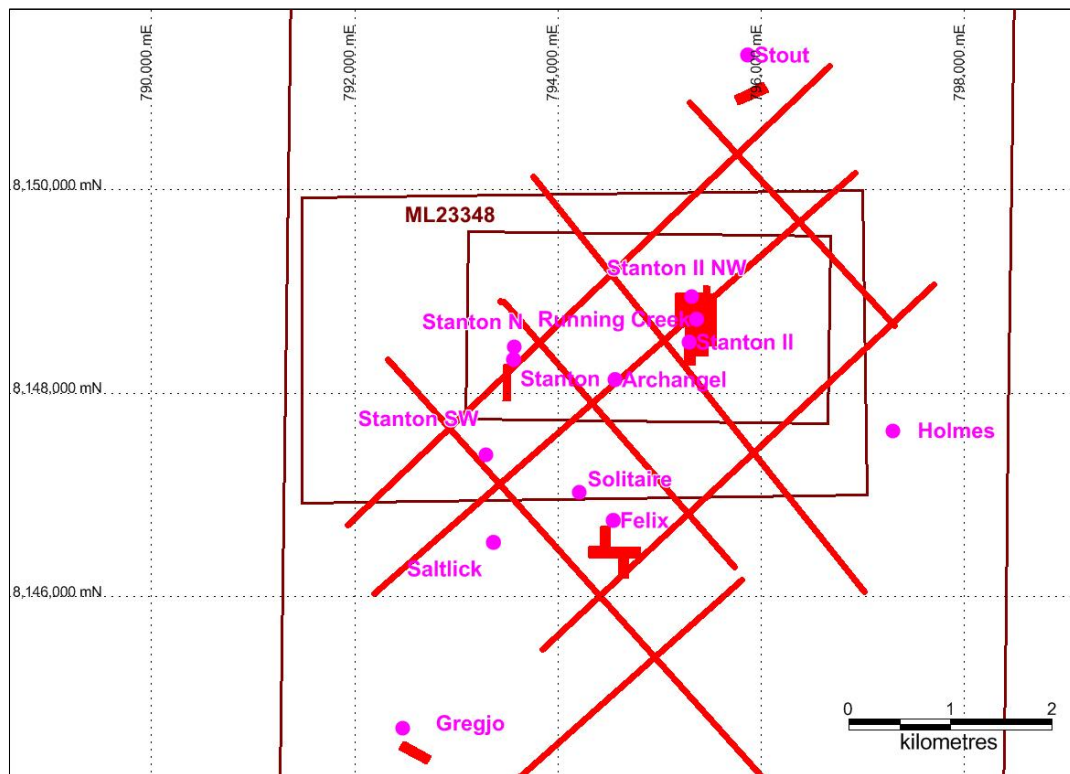 790,000 mE
792,000 mE
794,000 mE
796,000 mE
798,000 mE
Stout
8,150,000 mN
ML23348
Stanton II NW
Stanton N
Running Creek
Stanton II
Stanton
Archangel
8,148,000 mN
Stanton SW
Holmes
Solitaire
Felix
Saltlick
8,146,000 mN
Gregjo
0 1 2
kilometres